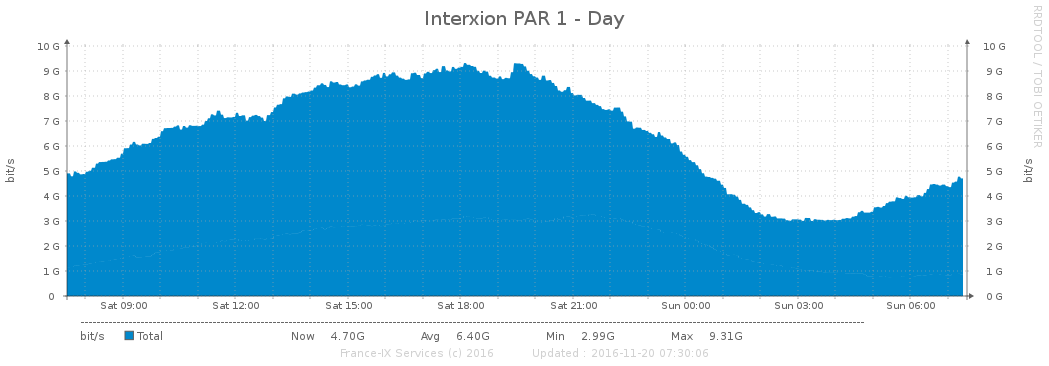 Interxion PAR 1 - Day
RRDTOOL / TOBI OETIKER
bit/s
10 G
9 G
8 G
7 G
6 G
5 G
4 G
3 G
2 G
1 G
0
10 G
9 G
8 G
7 G
6 G
5 G
4 G
3 G
2 G
1 G
0 G
bit/s
Sat 09:00 Sat 12:00 Sat 15:00 Sat 18:00 Sat 21:00 Sun 00:00 Sun 03:00 Sun 06:00
bit/s Total Now 4.70G Avg 6.40G Min 2.99G Max 9.31G
France-IX Services (c) 2016 Updated : 2016-11-20 07:30:06